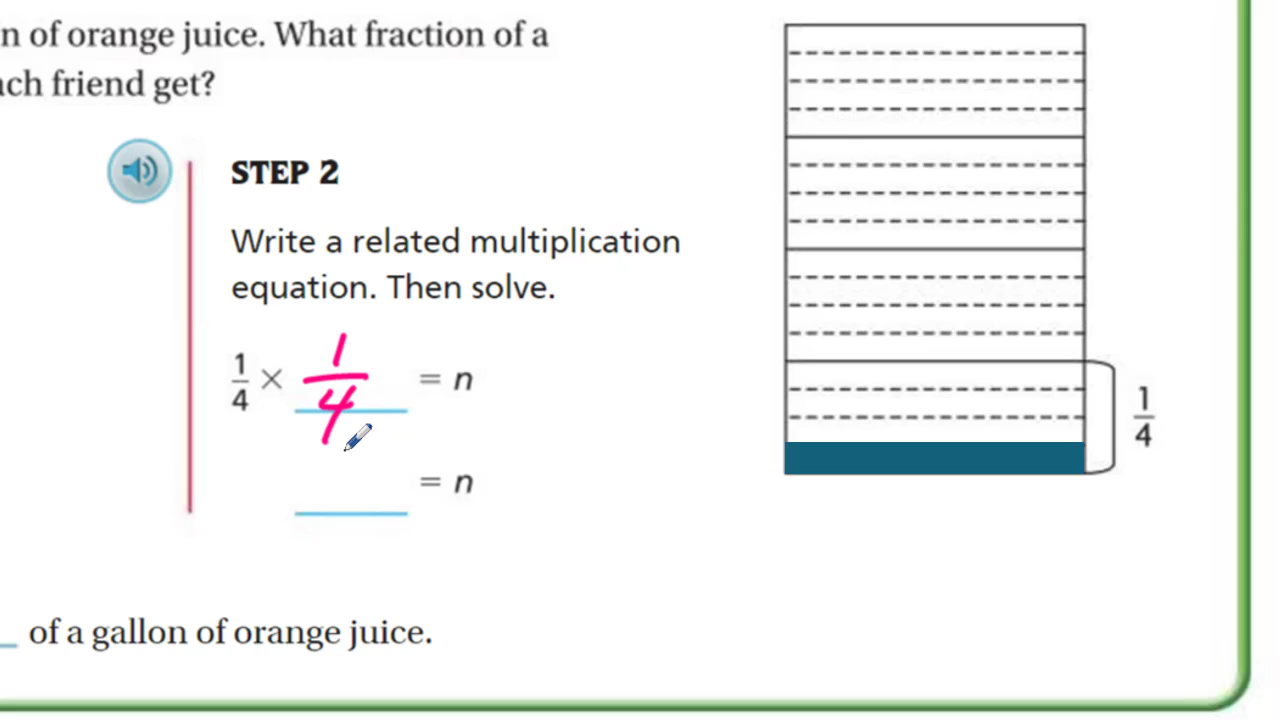 n of orange juice. What fraction of a
ach friend get?
STEP 2
Write a related multiplication
equation. Then solve.
1/4 × 1/4 = n
= n
1/4
of a gallon of orange juice.